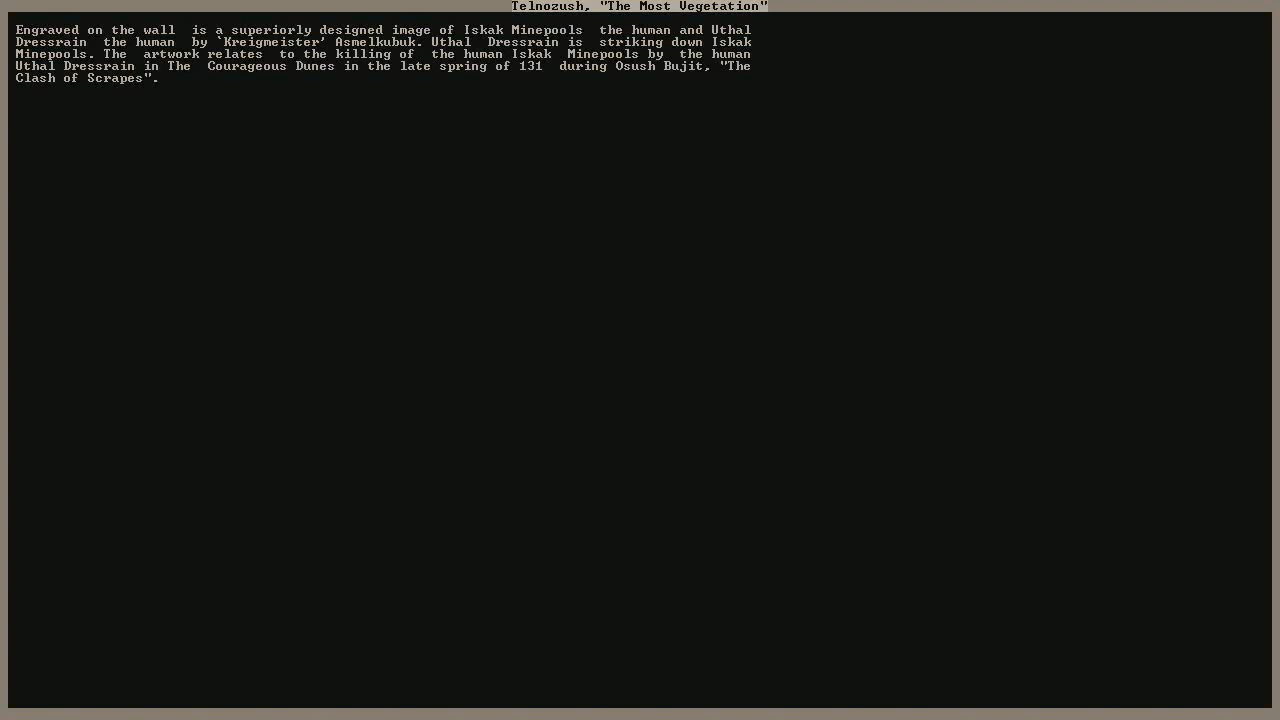 Telnozush, "The Most Vegetation"
Engraved on the wall  is a superiorly designed image of Iskak Minepools  the human and Uthal
Dressrain  the human  by `Kreigmeister' Asmelkubuk. Uthal  Dressrain is  striking down Iskak
Minepools. The  artwork relates  to the killing of  the human Iskak  Minepools by  the human
Uthal Dressrain in The  Courageous Dunes in the late spring of 131  during Osush Bujit, "The
Clash of Scrapes".